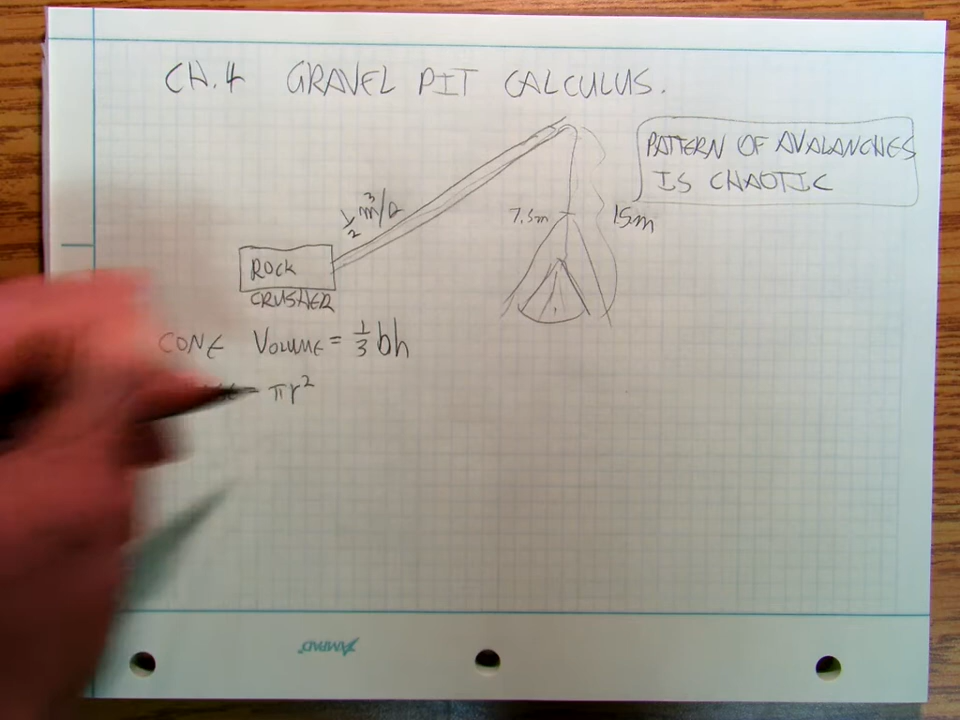 CH.4 GRAVEL PIT CALCULUS.
PATTERN OF AVALANCHES
IS CHAOTIC
1/2 m³/s
7.5m
15m
ROCK
CRUSHER
CONE VOLUME = 1/3 bh
= πr²
AMPAD